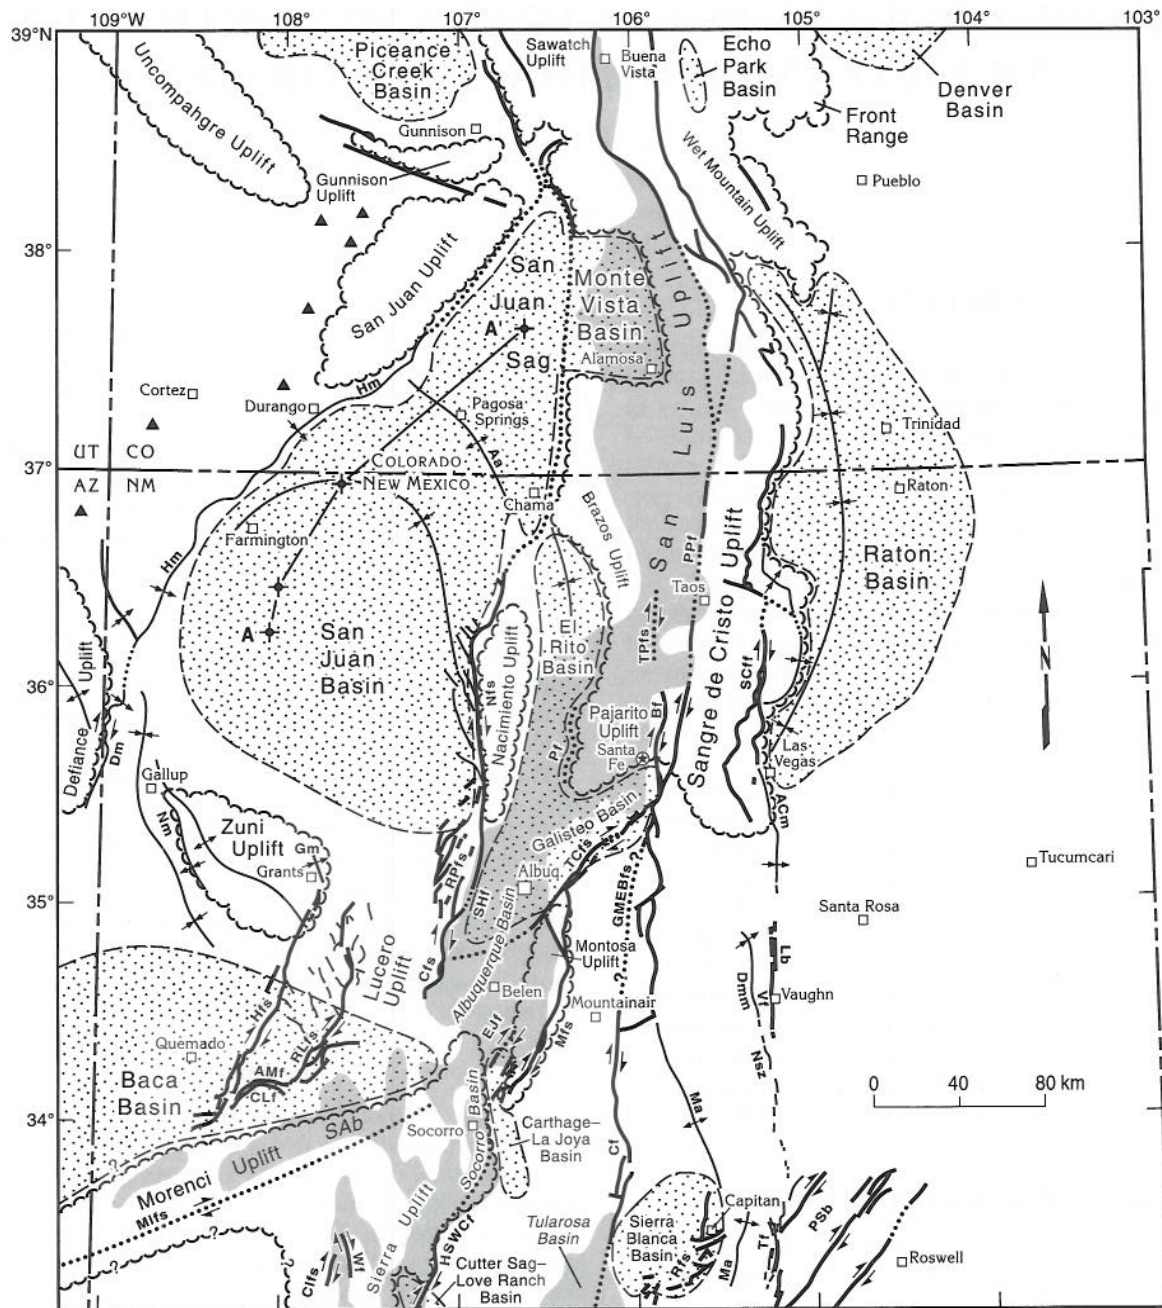 109°W
108°
107°
106°
105°
104°
103°
39°N
Uncompahgre Uplift
Piceance
Creek
Basin
Sawatch
Uplift
Buena
Vista
Echo
Park
Basin
Denver
Basin
Front
Range
Gunnison
Gunnison
Uplift
Wet Mountain Uplift
Pueblo
38°
San Juan Uplift
San
Juan
Sag
Monte
Vista
Basin
Alamosa
San Luis Uplift
A
Cortez
Durango
Hm
Pagosa
Springs
Aa
Trinidad
UT
CO
37°
COLORADO
NEW MEXICO
AZ
NM
Chama
Raton
Farmington
Hm
Brazos Uplift
PPf
Taos
Raton
Basin
San
Juan
Basin
A
El
Rito
Basin
TPfs
Sangre de Cristo Uplift
SCff
N
36°
Defiance Uplift
Dm
Nfs
Nacimiento Uplift
Pajarito
Uplift
Bf
Pf
Santa
Fe
Las
Vegas
Gallup
Nm
ACm
Zuni
Uplift
Gm
Grants
Galisteo Basin
TCfs
GMEBfs
?
Tucumcari
RPfs
Albuq.
SHf
35°
Santa Rosa
Lucero
Uplift
Cfs
Albuquerque Basin
Montosa
Uplift
Lb
Dmm
Vf
Vaughn
Belen
Mountainair
?
Hfs
RLfs
EJf
Mfs
Quemado
AMf
CLf
Baca
Basin
Nsz
0
40
80 km
34°
SAb
Socorro
Socorro Basin
Carthage–
La Joya
Basin
Ma
Cf
Morenci Uplift
MIfs
?
?
?
Sierra Uplift
HSWCf
Tularosa
Basin
Sierra
Blanca
Basin
Capitan
PSb
Rfs
Ma
Tf
Roswell
CIfs
Wf
Cutter Sag–
Love Ranch
Basin